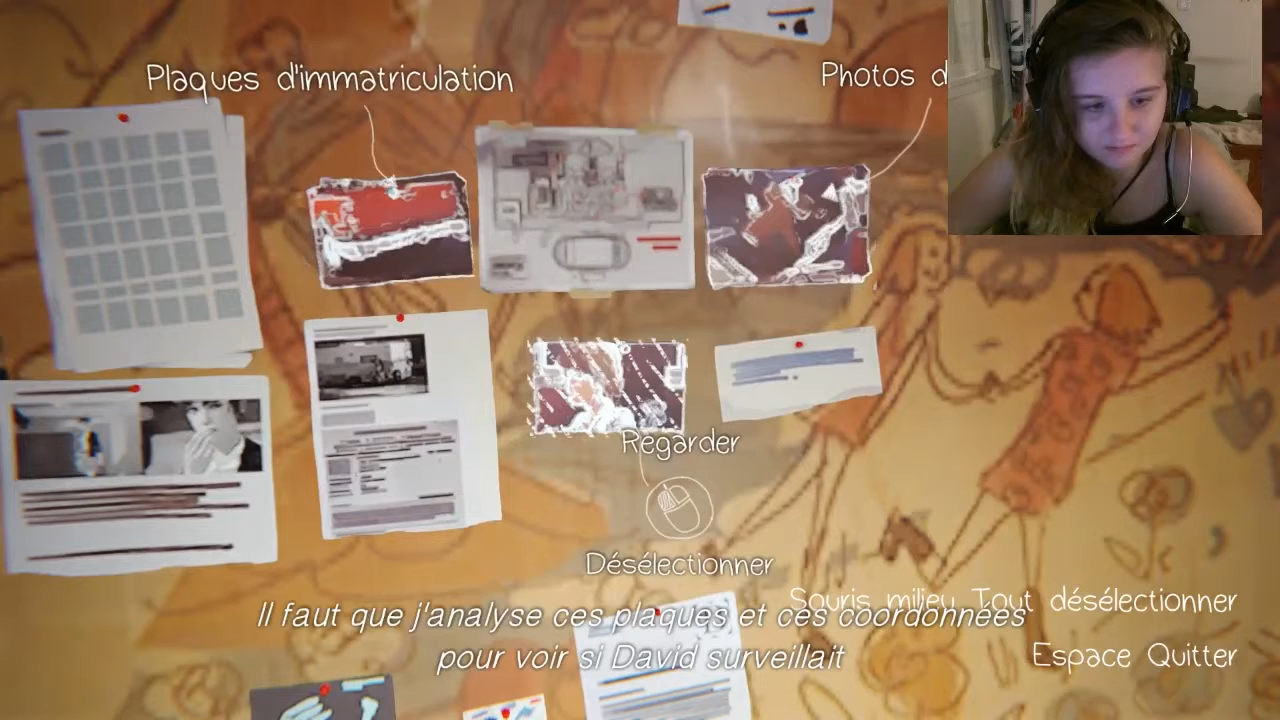 Plaques d'immatriculation
Photos d
Regarder
Désélectionner
Souris milieu Tout désélectionner
Il faut que j'analyse ces plaques et ces coordonnées
pour voir si David surveillait
Espace Quitter